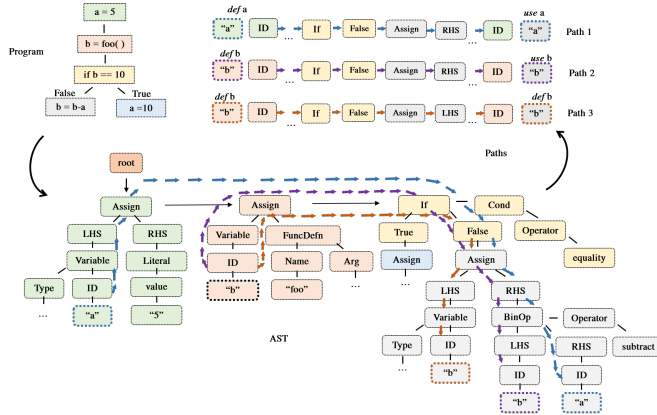 Program
a = 5
b = foo( )
if b == 10
False
True
b = b-a
a =10
def a
use a
“a”
ID
...
If
False
Assign
RHS
...
ID
“a”
Path 1
def b
use b
“b”
ID
...
If
False
Assign
RHS
...
ID
“b”
Path 2
def b
def b
“b”
ID
...
If
False
Assign
LHS
...
ID
“b”
Path 3
Paths
root
Assign
Assign
If
Cond
LHS
RHS
Variable
FuncDefn
True
False
Operator
Variable
Literal
ID
Name
Arg
Assign
Assign
equality
Type
ID
value
“b”
“foo”
...
...
LHS
RHS
...
“a”
“5”
AST
Variable
BinOp
Operator
Type
ID
LHS
RHS
subtract
...
“b”
ID
ID
“b”
“a”